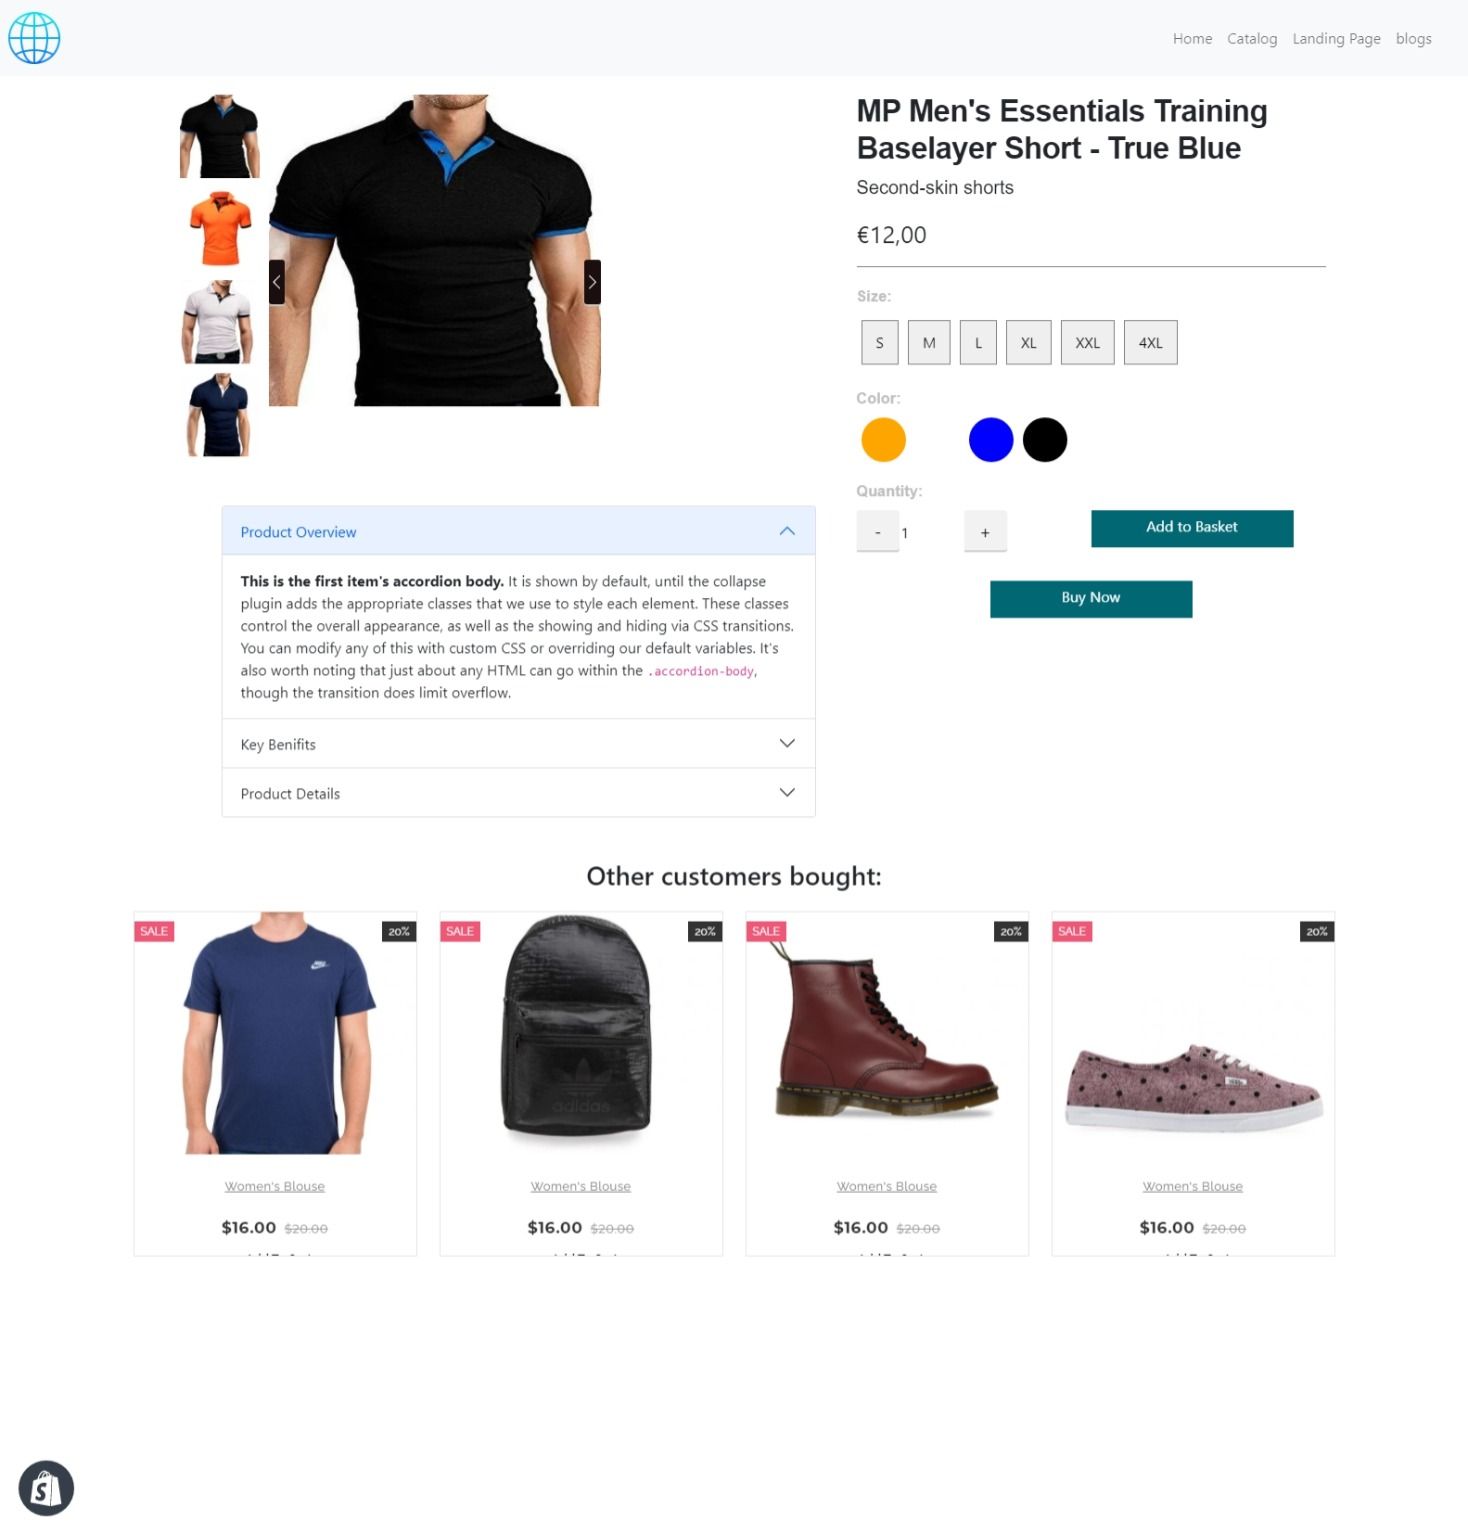 Home Catalog Landing Page blogs
MP Men's Essentials Training
Baselayer Short - True Blue
Second-skin shorts
€12,00
Size:
S M L XL XXL 4XL
Color:
Quantity:
- 1 +
Add to Basket
Buy Now
Product Overview
This is the first item's accordion body. It is shown by default, until the collapse
plugin adds the appropriate classes that we use to style each element. These classes
control the overall appearance, as well as the showing and hiding via CSS transitions.
You can modify any of this with custom CSS or overriding our default variables. It's
also worth noting that just about any HTML can go within the .accordion-body,
though the transition does limit overflow.
Key Benifits
Product Details
Other customers bought:
SALE 20%
adidas
Women's Blouse
$16.00 $20.00
SALE 20%
Women's Blouse
$16.00 $20.00
SALE 20%
Women's Blouse
$16.00 $20.00
SALE 20%
Women's Blouse
$16.00 $20.00